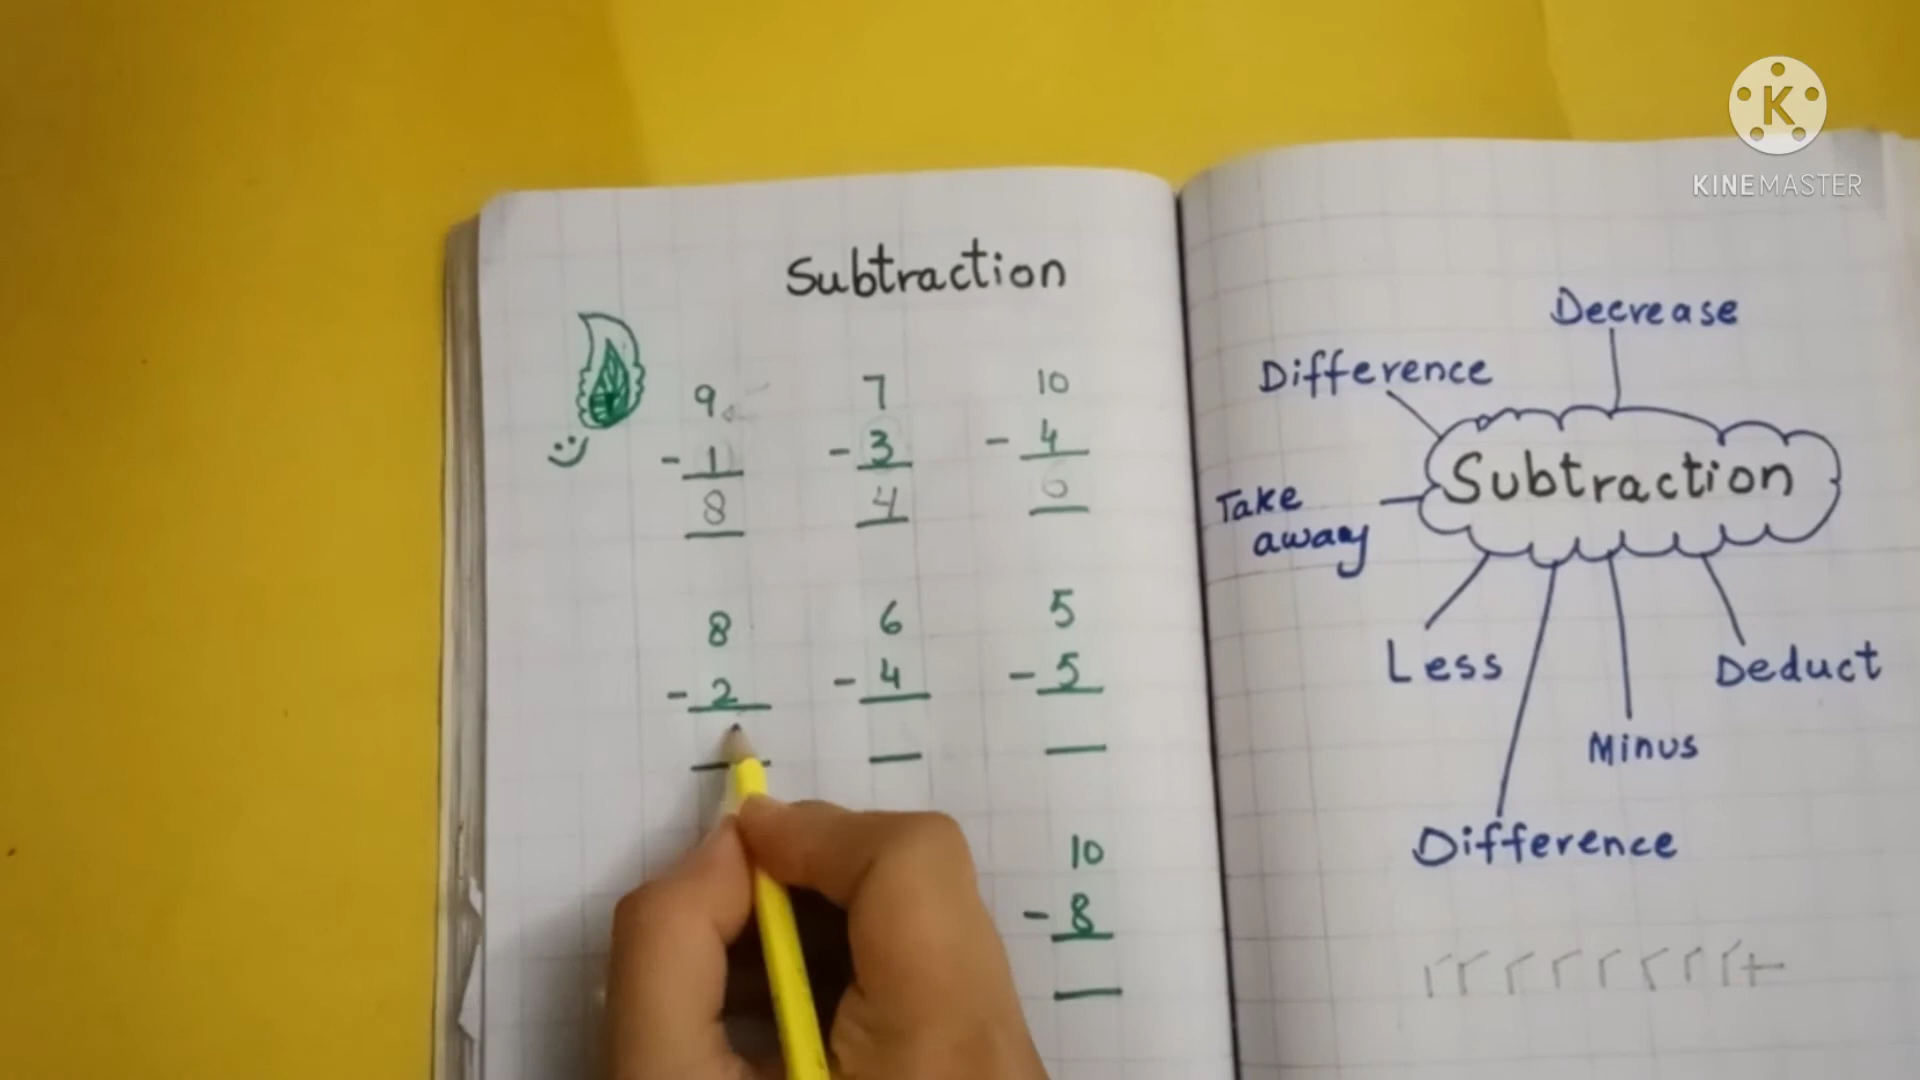 K
KINEMASTER
Subtraction
9 7 10
- 1 - 3 - 4
8 4 6
8 6 5
- 2 - 4 - 5
10
- 8
Decrease
Difference
Subtraction
Take
away
Less
Deduct
Minus
Difference